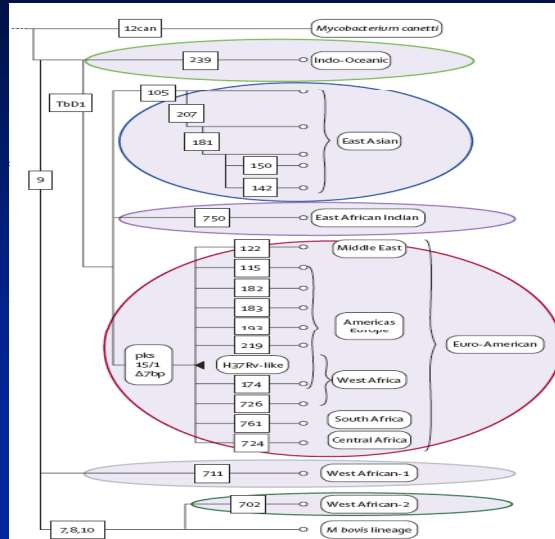 12can
Mycobacterium canetti
239
Indo-Oceanic
TbD1
105
207
181
East Asian
150
142
9
750
East African Indian
122
Middle East
115
182
183
193
Americas
Europe
219
Euro-American
pks
15/1
Δ7bp
H37Rv-like
174
West Africa
726
761
South Africa
724
Central Africa
711
West African-1
702
West African-2
7,8,10
M bovis lineage